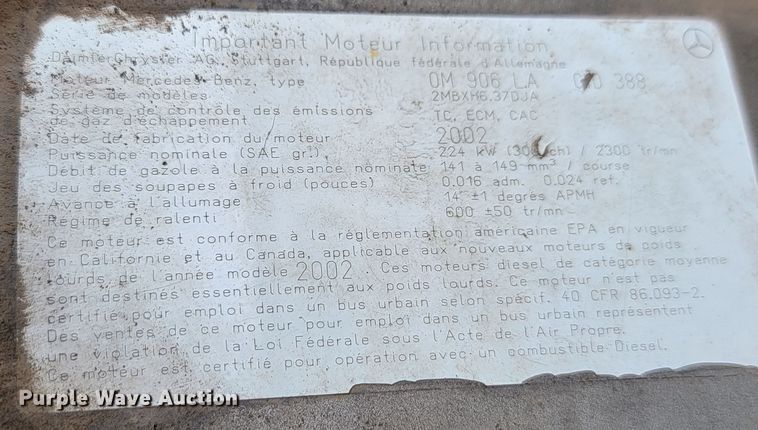 Important Moteur Information
DaimlerChrysler AG, Stuttgart, République fédérale d'Allemagne
Moteur Mercedes-Benz, type OM 906 LA 388
Série de modèles 2MBXH6.37DJA
Système de contrôle des émissions
de gaz d'échappement TC, ECM, CAC
Date de fabrication du moteur 2002
Puissance nominale (SAE gr.) 224 kW / 2300 tr/mn
Débit de gazole à la puissance nominale 141 à 149 mm³ / course
Jeu des soupapes à froid (pouces) 0.016 adm. 0.024 ref.
Avance à l'allumage 14 ±1 degrés APMH
Régime de ralenti 600 ±50 tr/mn
Ce moteur est conforme à la réglementation américaine EPA en vigueur
en Californie et au Canada, applicable aux nouveaux moteurs de poids
lourds de l'année modèle 2002. Ces moteurs diesel de catégorie moyenne
sont destinés essentiellement aux poids lourds. Ce moteur n'est pas
certifié pour emploi dans un bus urbain selon spécif. 40 CFR 86.093-2.
Des ventes de ce moteur pour emploi dans un bus urbain représentent
une violation de la Loi Fédérale sous l'Acte de l'Air Propre.
Ce moteur est certifié pour opération avec un combustible Diesel.
Purple Wave Auction